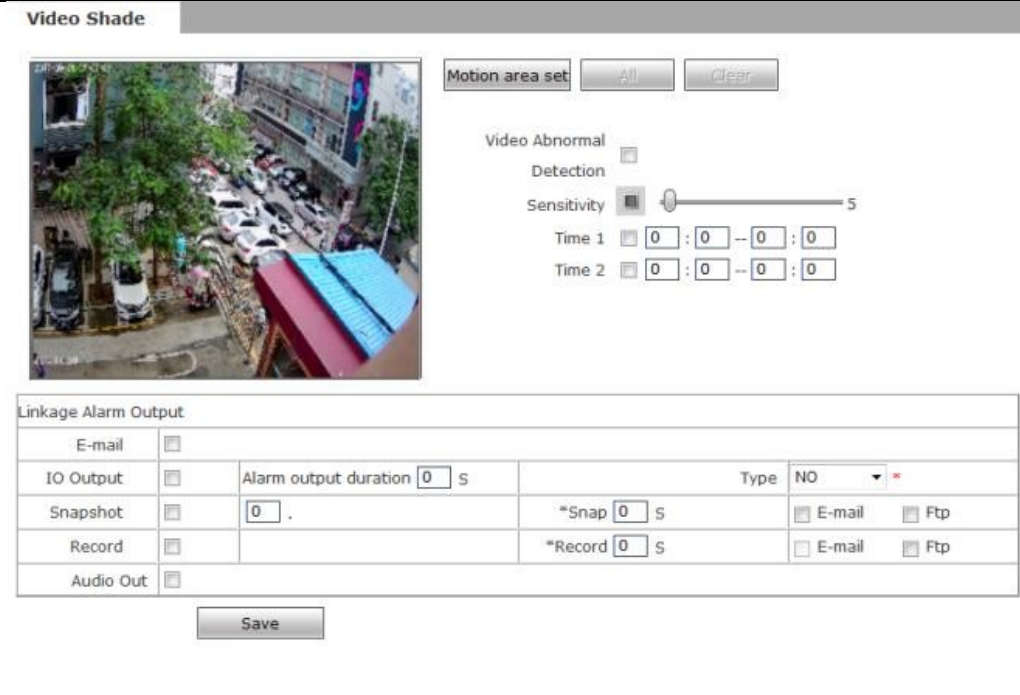 Video Shade
Motion area set All Clear
Video Abnormal
Detection
Sensitivity 5
Time 1 0 : 0 -- 0 : 0
Time 2 0 : 0 -- 0 : 0
Linkage Alarm Output
E-mail
IO Output Alarm output duration 0 S Type NO *
Snapshot 0 . *Snap 0 S E-mail Ftp
Record *Record 0 S E-mail Ftp
Audio Out
Save